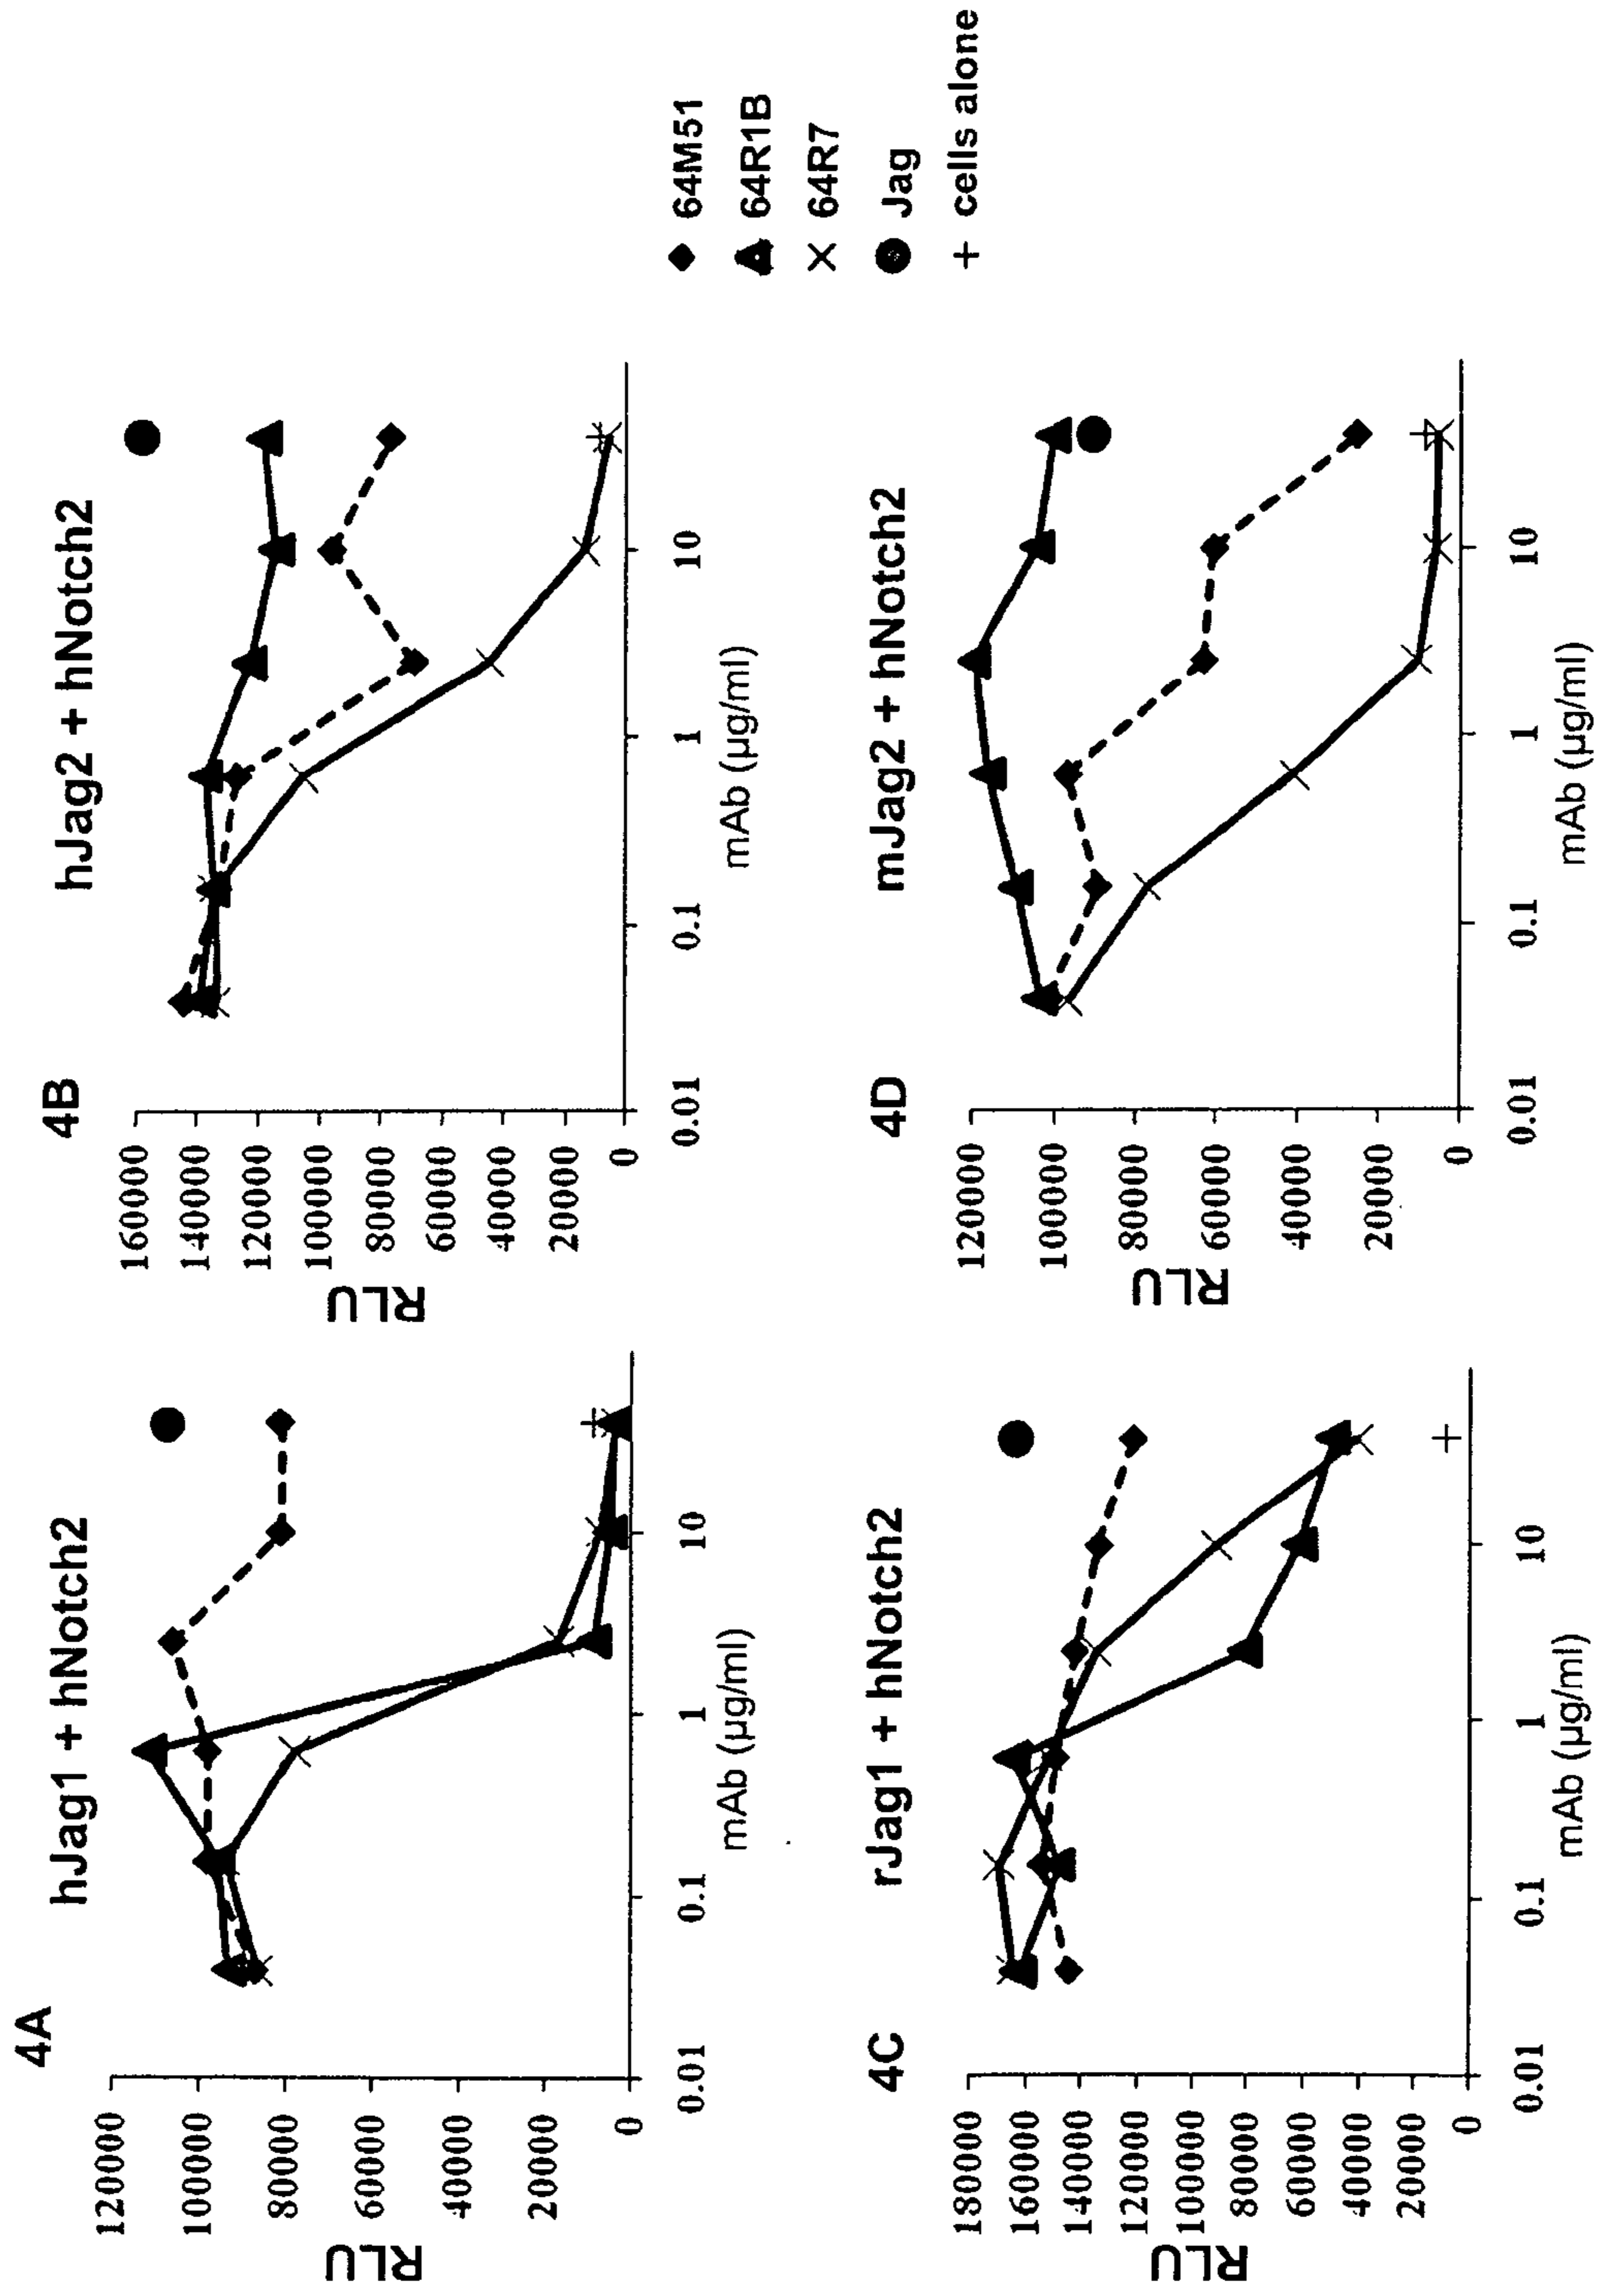 4A
hJag1 + hNotch2
RLU
120000
100000
80000
60000
40000
20000
0
0.01
0.1
1
10
mAb (µg/ml)
4B
hJag2 + hNotch2
RLU
160000
140000
120000
100000
80000
60000
40000
20000
0
0.01
0.1
1
10
mAb (µg/ml)
4C
rJag1 + hNotch2
RLU
180000
160000
140000
120000
100000
80000
60000
40000
20000
0
0.01
0.1
1
10
mAb (µg/ml)
4D
mJag2 + hNotch2
RLU
120000
100000
80000
60000
40000
20000
0
0.01
0.1
1
10
mAb (µg/ml)
64M51
64R1B
64R7
Jag
cells alone